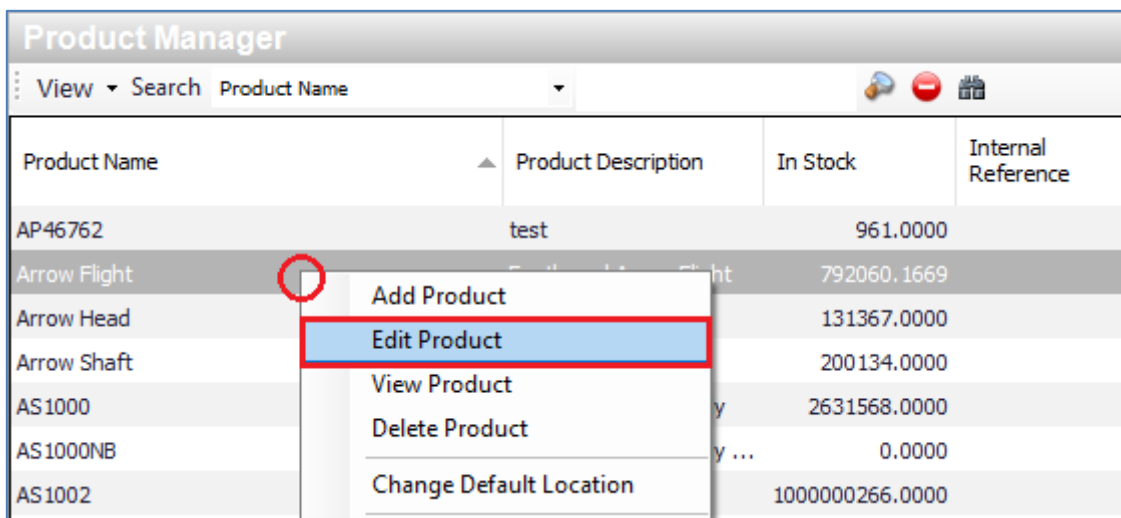 Product Manager
View Search Product Name
Product Name Product Description In Stock Internal Reference
AP46762 test 961.0000
Arrow Flight Flight 792060.1669
Add Product
Arrow Head 131367.0000
Edit Product
Arrow Shaft 200134.0000
View Product
AS1000 y 2631568.0000
Delete Product
AS1000NB y ... 0.0000
Change Default Location
AS1002 1000000266.0000